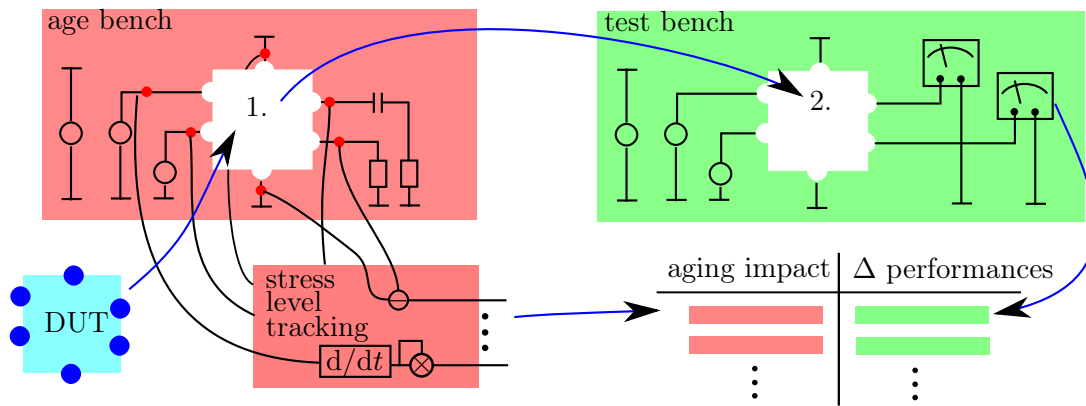 age bench
test bench
1.
2.
stress
level
tracking
DUT
d/dt
aging impact
Δ performances